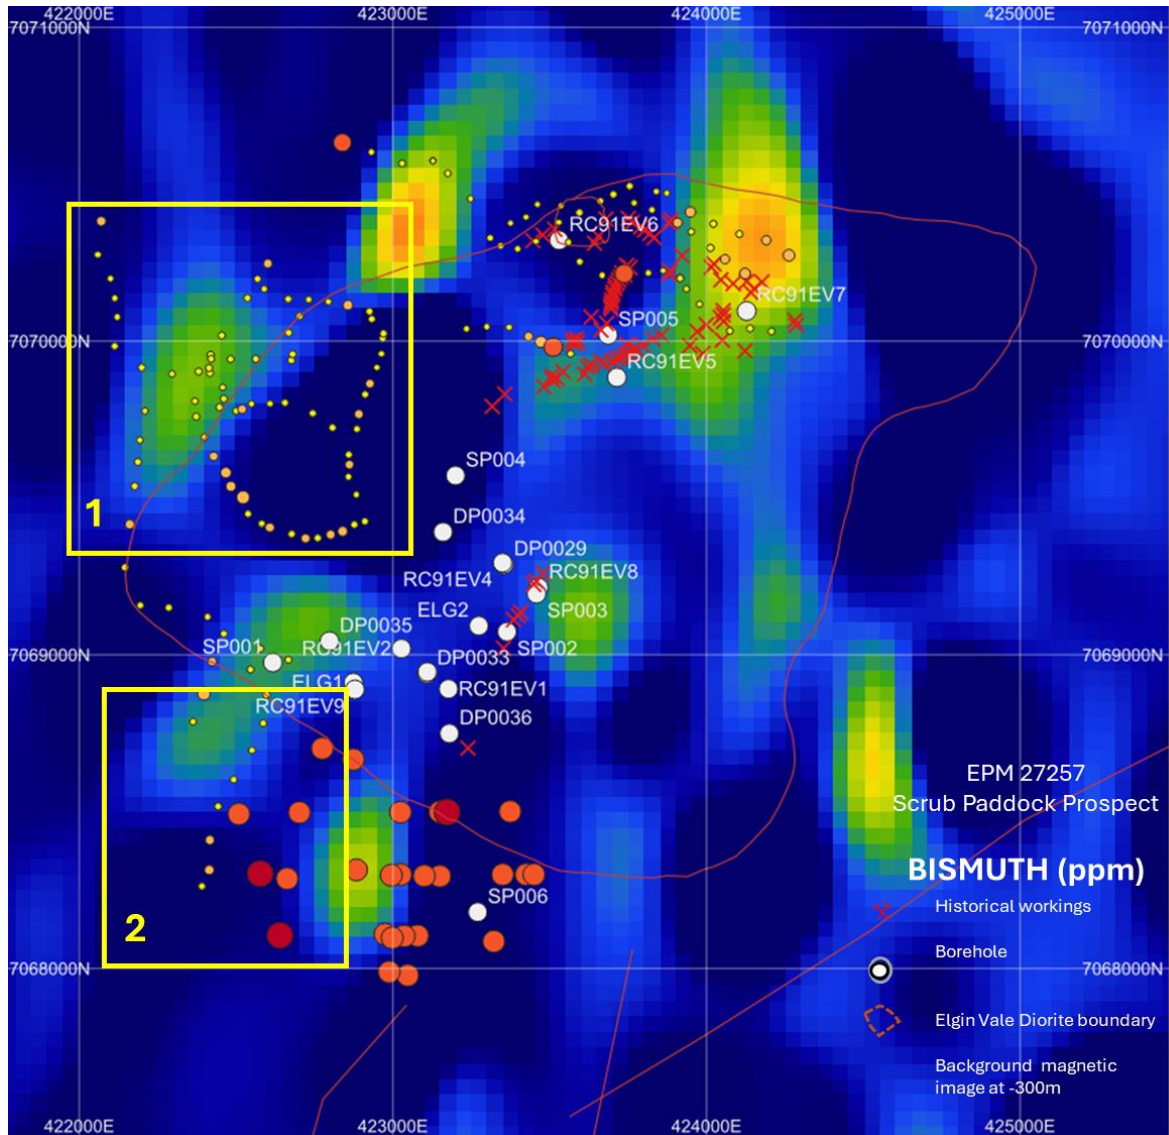 422000E 423000E 424000E 425000E
7071000N 7071000N
RC91EV6
RC91EV7
SP005
7070000N 7070000N
RC91EV5
SP004
1
DP0034
DP0029
RC91EV4 RC91EV8
ELG2 SP003
DP0035
SP001 RC91EV2 SP002
7069000N DP0033 7069000N
ELG1 RC91EV1
RC91EV9
DP0036
EPM 27257
Scrub Paddock Prospect
BISMUTH (ppm)
SP006
Historical workings
2
Borehole
7068000N 7068000N
Elgin Vale Diorite boundary
Background magnetic
image at -300m
422000E 423000E 424000E 425000E